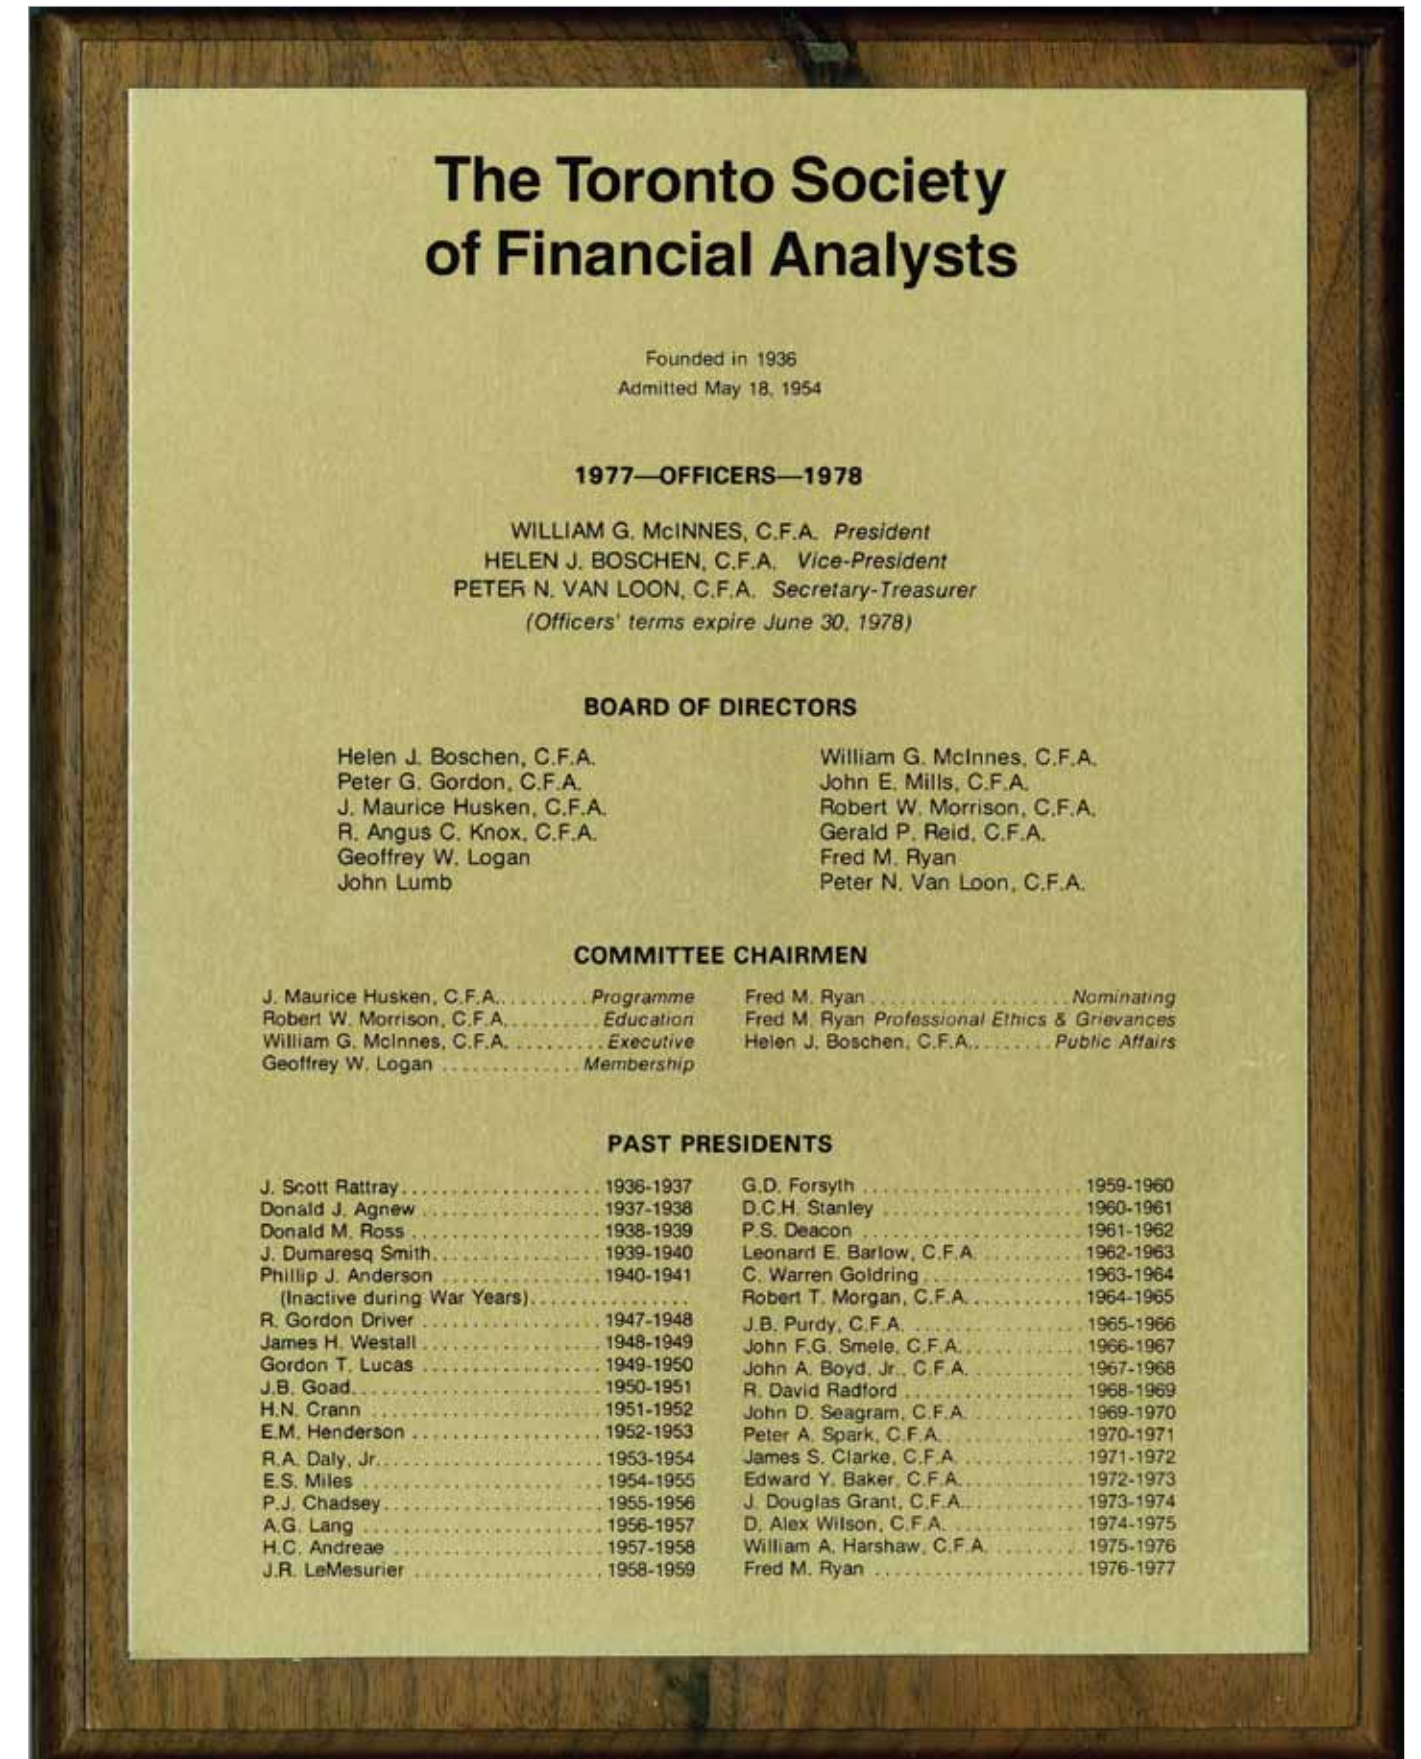 The Toronto Society
of Financial Analysts
Founded in 1936
Admitted May 18, 1954
1977—OFFICERS—1978
WILLIAM G. McINNES, C.F.A. President
HELEN J. BOSCHEN, C.F.A. Vice-President
PETER N. VAN LOON, C.F.A. Secretary-Treasurer
(Officers' terms expire June 30, 1978)
BOARD OF DIRECTORS
Helen J. Boschen, C.F.A.
Peter G. Gordon, C.F.A.
J. Maurice Husken, C.F.A.
R. Angus C. Knox, C.F.A.
Geoffrey W. Logan
John Lumb
William G. McInnes, C.F.A.
John E. Mills, C.F.A.
Robert W. Morrison, C.F.A.
Gerald P. Reid, C.F.A.
Fred M. Ryan
Peter N. Van Loon, C.F.A.
COMMITTEE CHAIRMEN
J. Maurice Husken, C.F.A. ......... Programme
Robert W. Morrison, C.F.A. ......... Education
William G. McInnes, C.F.A. ......... Executive
Geoffrey W. Logan .............. Membership
Fred M. Ryan .................... Nominating
Fred M. Ryan Professional Ethics & Grievances
Helen J. Boschen, C.F.A. ........ Public Affairs
PAST PRESIDENTS
J. Scott Rattray .................... 1936-1937
Donald J. Agnew .................. 1937-1938
Donald M. Ross ................... 1938-1939
J. Dumaresq Smith ................. 1939-1940
Phillip J. Anderson ................ 1940-1941
(Inactive during War Years) ................
R. Gordon Driver .................. 1947-1948
James H. Westall .................. 1948-1949
Gordon T. Lucas .................. 1949-1950
J.B. Goad ......................... 1950-1951
H.N. Crann ....................... 1951-1952
E.M. Henderson ................... 1952-1953
R.A. Daly, Jr. ....................... 1953-1954
E.S. Miles ........................ 1954-1955
P.J. Chadsey ...................... 1955-1956
A.G. Lang ........................ 1956-1957
H.C. Andreae ..................... 1957-1958
J.R. LeMesurier ................... 1958-1959
G.D. Forsyth ...................... 1959-1960
D.C.H. Stanley .................... 1960-1961
P.S. Deacon ...................... 1961-1962
Leonard E. Barlow, C.F.A. .......... 1962-1963
C. Warren Goldring ................ 1963-1964
Robert T. Morgan, C.F.A. ........... 1964-1965
J.B. Purdy, C.F.A. ................. 1965-1966
John F.G. Smele, C.F.A. ............ 1966-1967
John A. Boyd, Jr., C.F.A. ........... 1967-1968
R. David Radford .................. 1968-1969
John D. Seagram, C.F.A. ........... 1969-1970
Peter A. Spark, C.F.A. .............. 1970-1971
James S. Clarke, C.F.A. ............ 1971-1972
Edward Y. Baker, C.F.A. ............ 1972-1973
J. Douglas Grant, C.F.A. ............ 1973-1974
D. Alex Wilson, C.F.A. ............. 1974-1975
William A. Harshaw, C.F.A. ......... 1975-1976
Fred M. Ryan ..................... 1976-1977